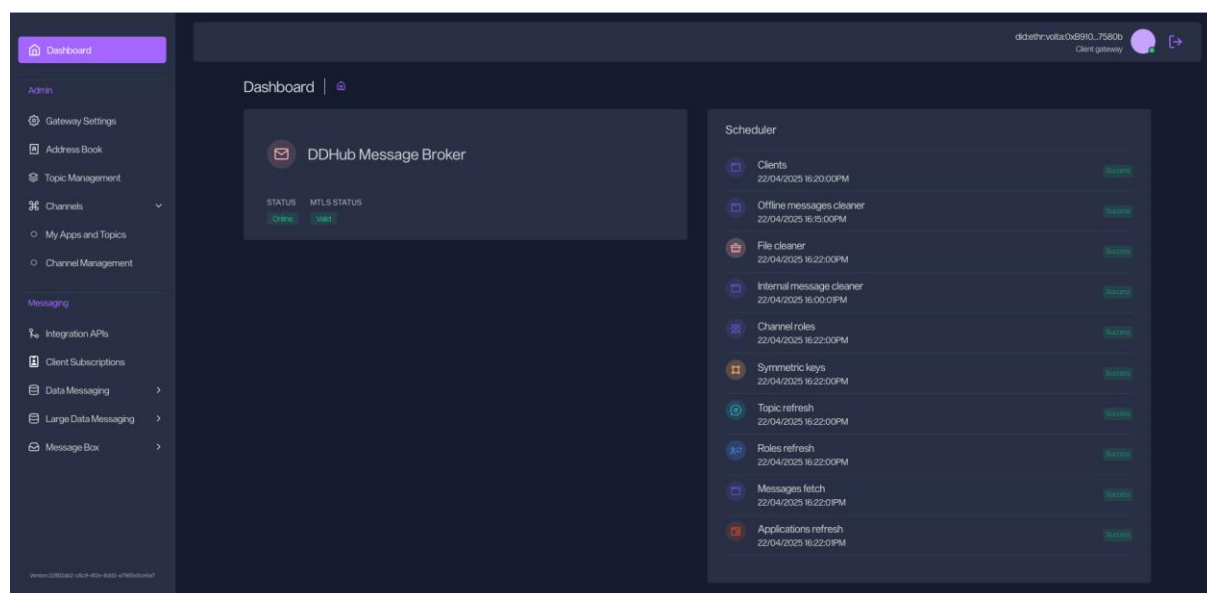 Dashboard
Admin
Gateway Settings
Address Book
Topic Management
Channels
My Apps and Topics
Channel Management
Messaging
Integration APIs
Client Subscriptions
Data Messaging
Large Data Messaging
Message Box
did:ethr:volta:0xB910...7580b
Client gateway
Dashboard
DDHub Message Broker
STATUS MTLS STATUS
Online Valid
Scheduler
Clients
22/04/2025 16:20:00PM
Success
Offline messages cleaner
22/04/2025 16:15:00PM
Success
File cleaner
22/04/2025 16:22:00PM
Success
Internal message cleaner
22/04/2025 16:00:01PM
Success
Channel roles
22/04/2025 16:22:00PM
Success
Symmetric keys
22/04/2025 16:22:00PM
Success
Topic refresh
22/04/2025 16:22:00PM
Success
Roles refresh
22/04/2025 16:22:00PM
Success
Messages fetch
22/04/2025 16:22:01PM
Success
Applications refresh
22/04/2025 16:22:01PM
Success